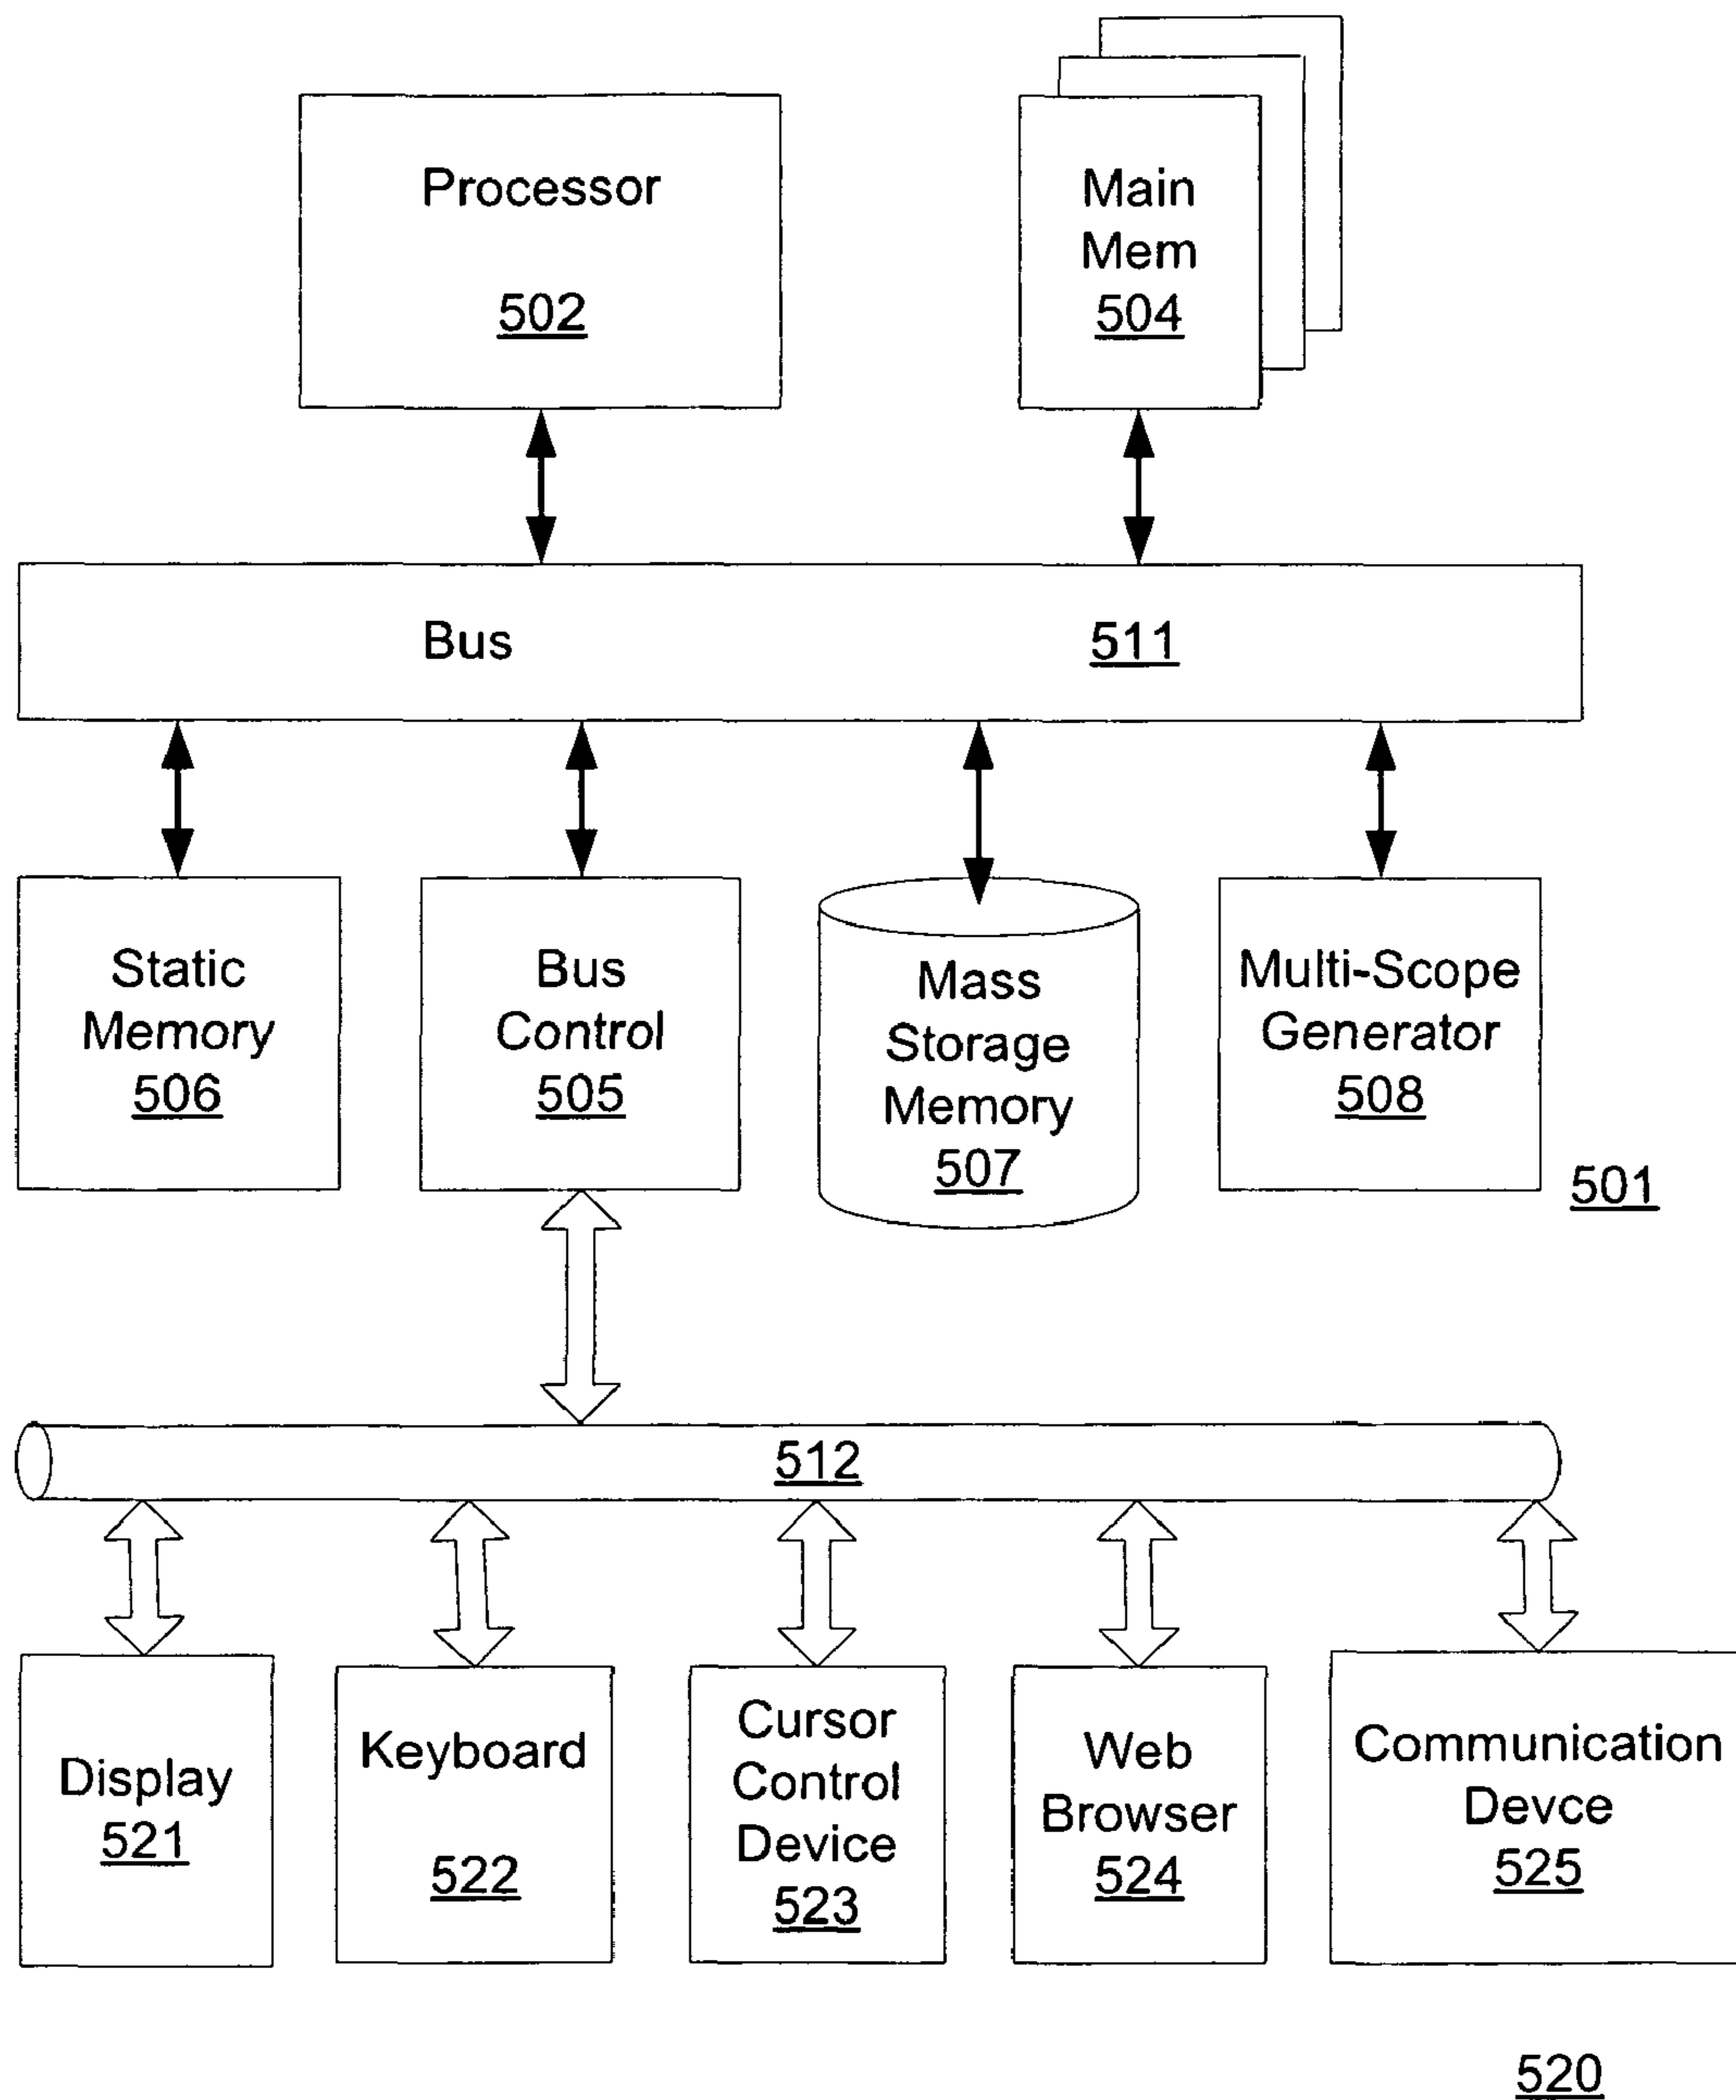 Processor
502
Main
Mem
504
Bus
511
Static
Memory
506
Bus
Control
505
Mass
Storage
Memory
507
Multi-Scope
Generator
508
501
512
Display
521
Keyboard
522
Cursor
Control
Device
523
Web
Browser
524
Communication
Devce
525
520